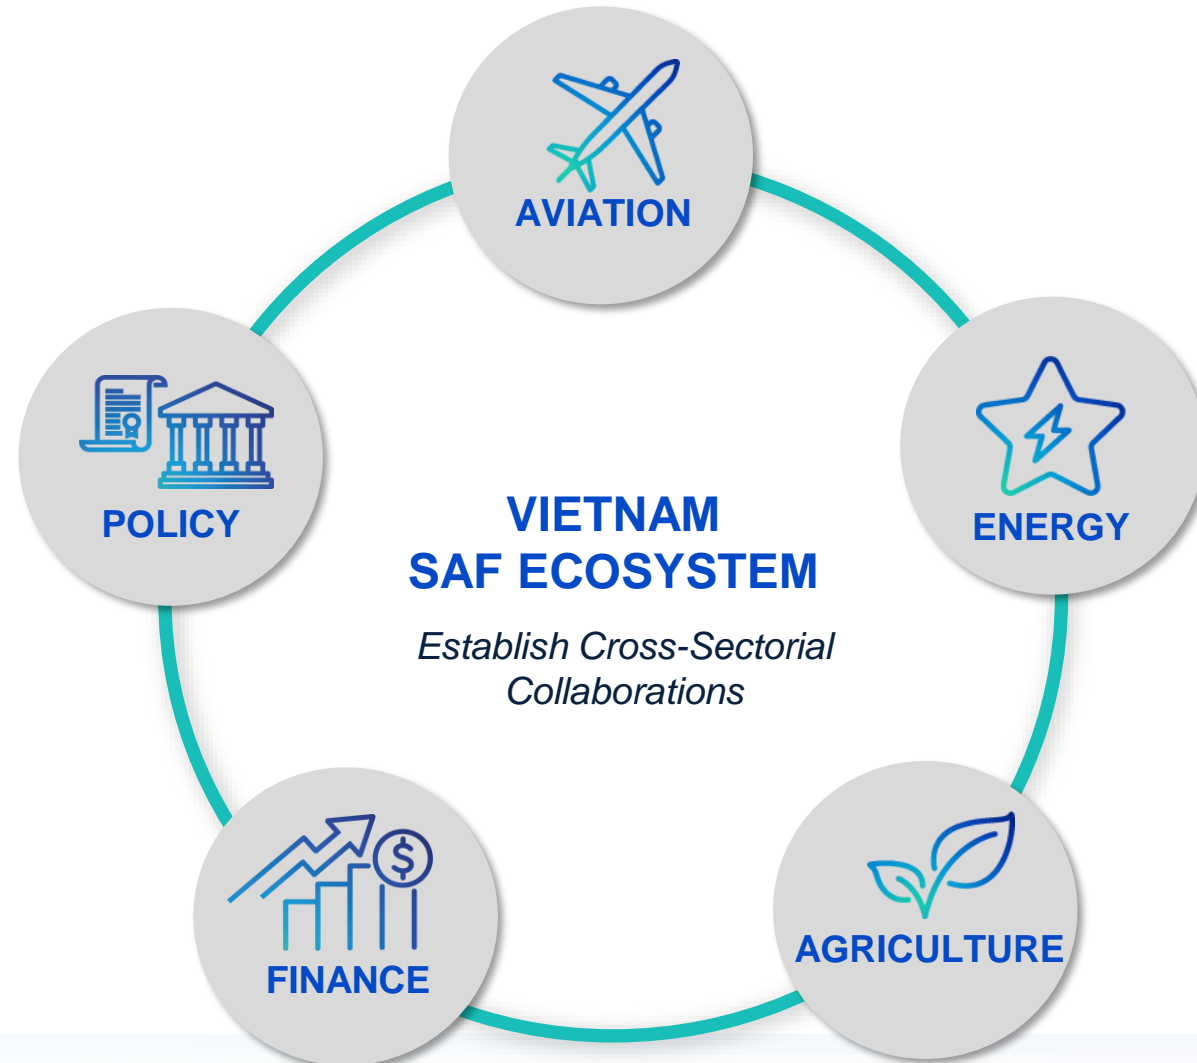 AVIATION
POLICY
ENERGY
VIETNAM
SAF ECOSYSTEM
Establish Cross-Sectorial
Collaborations
FINANCE
AGRICULTURE
$